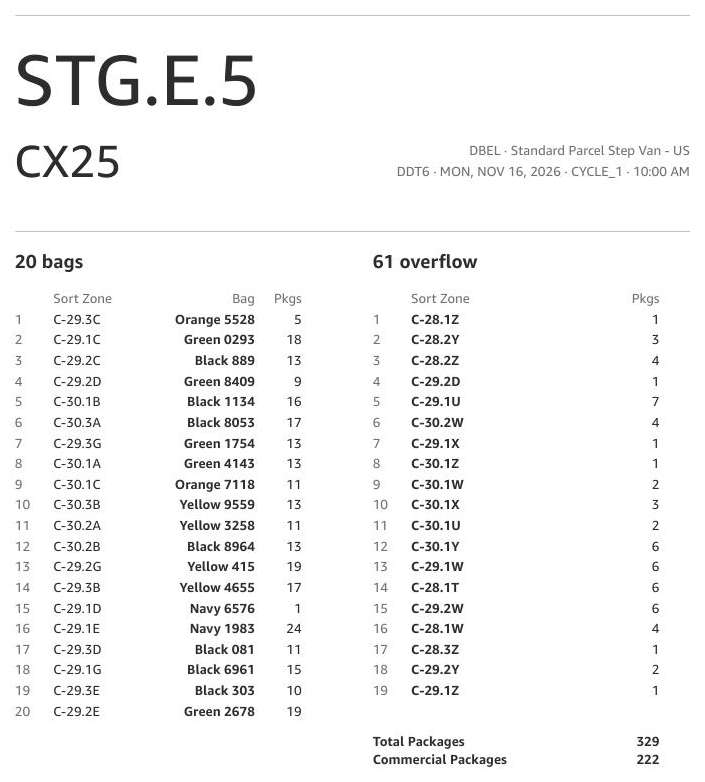 STG.E.5
CX25
DBEL · Standard Parcel Step Van - US
DDT6 · MON, NOV 16, 2026 · CYCLE_1 · 10:00 AM
20 bags
Sort Zone Bag Pkgs
1 C-29.3C Orange 5528 5
2 C-29.1C Green 0293 18
3 C-29.2C Black 889 13
4 C-29.2D Green 8409 9
5 C-30.1B Black 1134 16
6 C-30.3A Black 8053 17
7 C-29.3G Green 1754 13
8 C-30.1A Green 4143 13
9 C-30.1C Orange 7118 11
10 C-30.3B Yellow 9559 13
11 C-30.2A Yellow 3258 11
12 C-30.2B Black 8964 13
13 C-29.2G Yellow 415 19
14 C-29.3B Yellow 4655 17
15 C-29.1D Navy 6576 1
16 C-29.1E Navy 1983 24
17 C-29.3D Black 081 11
18 C-29.1G Black 6961 15
19 C-29.3E Black 303 10
20 C-29.2E Green 2678 19
61 overflow
Sort Zone Pkgs
1 C-28.1Z 1
2 C-28.2Y 3
3 C-28.2Z 4
4 C-29.2D 1
5 C-29.1U 7
6 C-30.2W 4
7 C-29.1X 1
8 C-30.1Z 1
9 C-30.1W 2
10 C-30.1X 3
11 C-30.1U 2
12 C-30.1Y 6
13 C-29.1W 6
14 C-28.1T 6
15 C-29.2W 6
16 C-28.1W 4
17 C-28.3Z 1
18 C-29.2Y 2
19 C-29.1Z 1
Total Packages 329
Commercial Packages 222